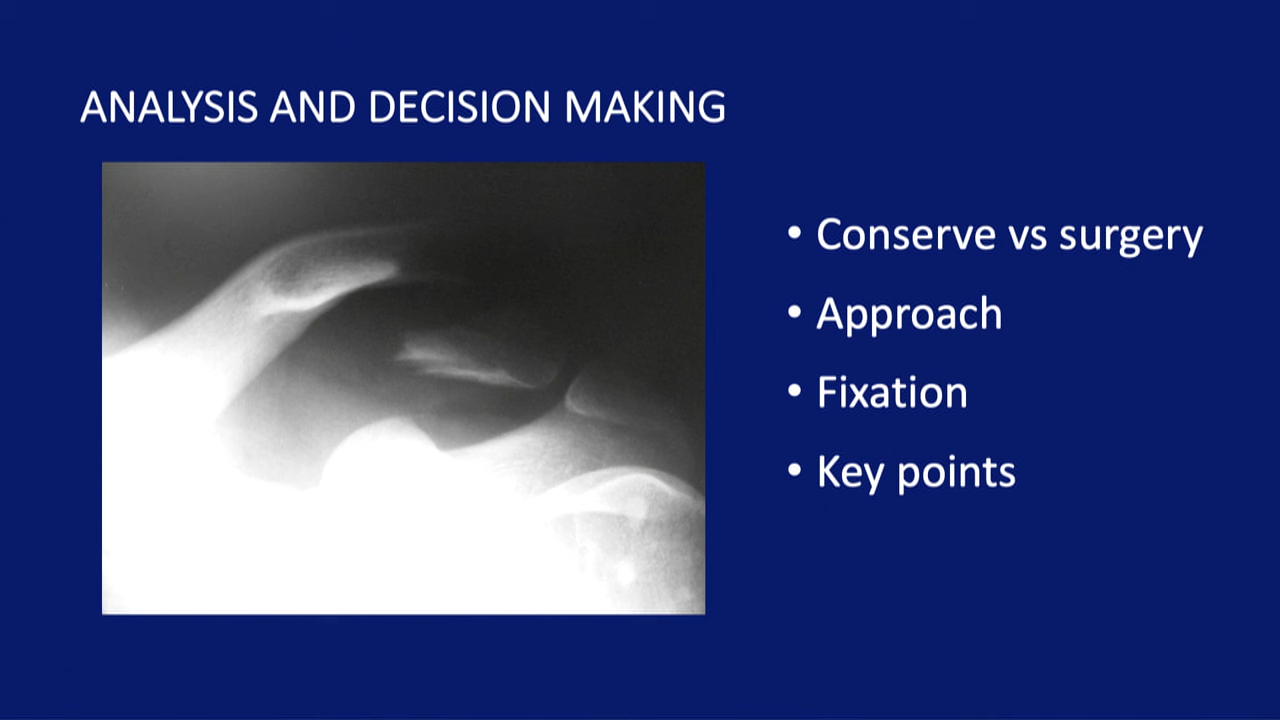 ANALYSIS AND DECISION MAKING
• Conserve vs surgery
• Approach
• Fixation
• Key points